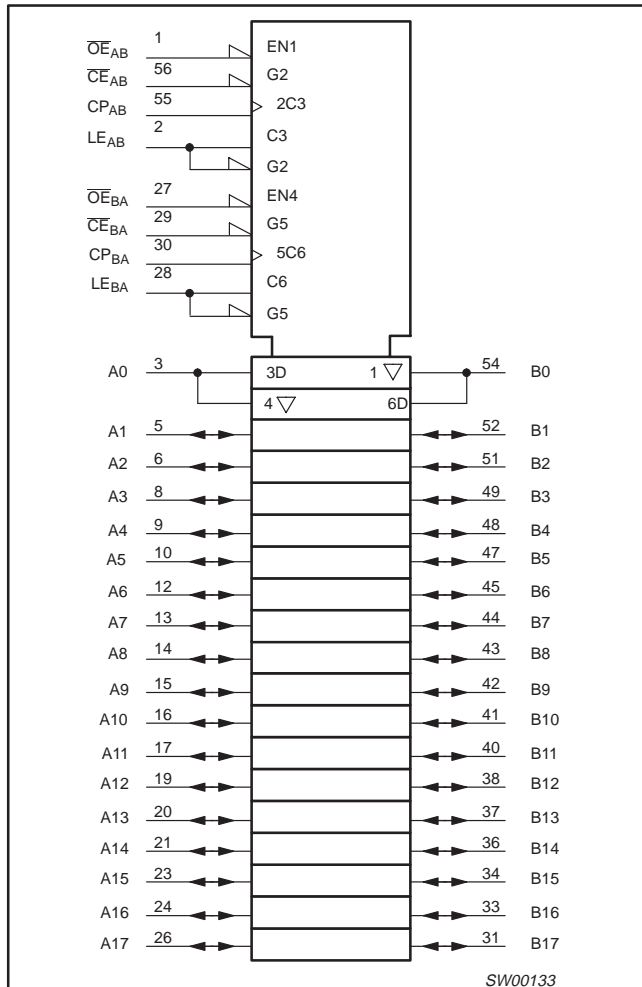 O̅E̅AB 1 EN1
C̅E̅AB 56 G2
CPAB 55 2C3
LEAB 2 C3
G2
O̅E̅BA 27 EN4
C̅E̅BA 29 G5
CPBA 30 5C6
LEBA 28 C6
G5
A0 3 3D 1 ▽ 54 B0
4 ▽ 6D
A1 5 52 B1
A2 6 51 B2
A3 8 49 B3
A4 9 48 B4
A5 10 47 B5
A6 12 45 B6
A7 13 44 B7
A8 14 43 B8
A9 15 42 B9
A10 16 41 B10
A11 17 40 B11
A12 19 38 B12
A13 20 37 B13
A14 21 36 B14
A15 23 34 B15
A16 24 33 B16
A17 26 31 B17
SW00133